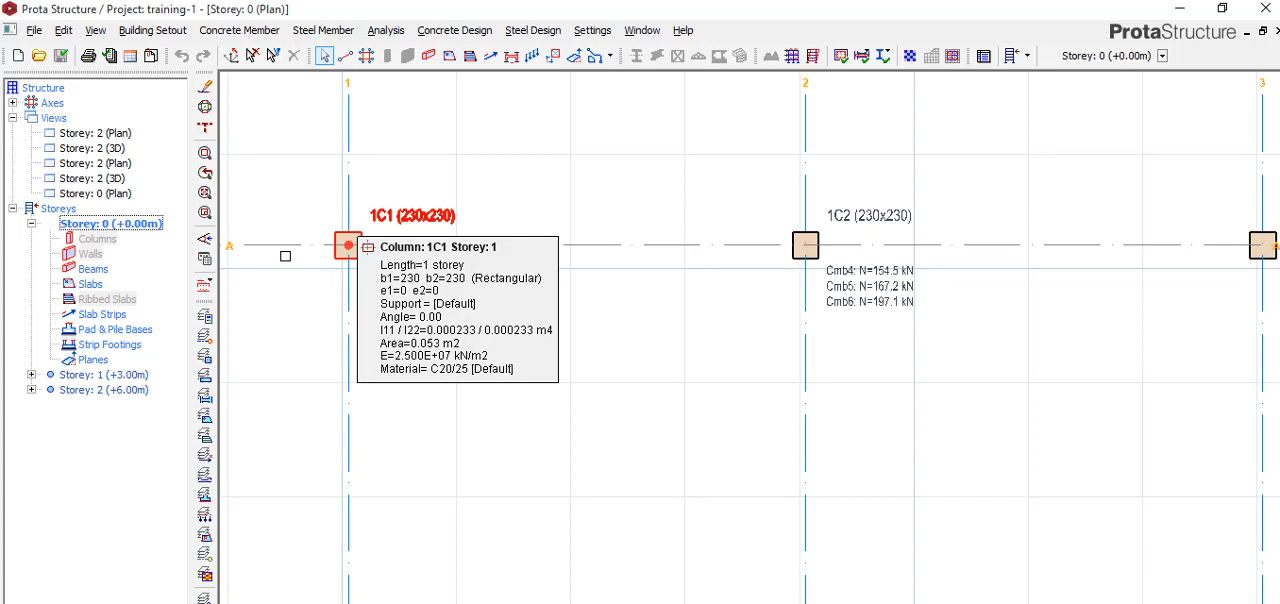 Prota Structure / Project: training-1 - [Storey: 0 (Plan)]
File Edit View Building Setout Concrete Member Steel Member Analysis Concrete Design Steel Design Settings Window Help
ProtaStructure
Storey: 0 (+0.00m)
Structure
Axes
Views
Storey: 2 (Plan)
Storey: 2 (3D)
Storey: 2 (Plan)
Storey: 2 (3D)
Storey: 0 (Plan)
Storeys
Storey: 0 (+0.00m)
Columns
Walls
Beams
Slabs
Ribbed Slabs
Slab Strips
Pad & Pile Bases
Strip Footings
Planes
Storey: 1 (+3.00m)
Storey: 2 (+6.00m)
1 2 3
1C1 (230x230)
1C2 (230x230)
A
A
Column: 1C1 Storey: 1
Length=1 storey
b1=230 b2=230 (Rectangular)
e1=0 e2=0
Support = [Default]
Angle= 0.00
I11 / I22=0.000233 / 0.000233 m4
Area=0.053 m2
E=2.500E+07 kN/m2
Material= C20/25 [Default]
Cmb4: N=154.5 kN
Cmb5: N=167.2 kN
Cmb6: N=197.1 kN